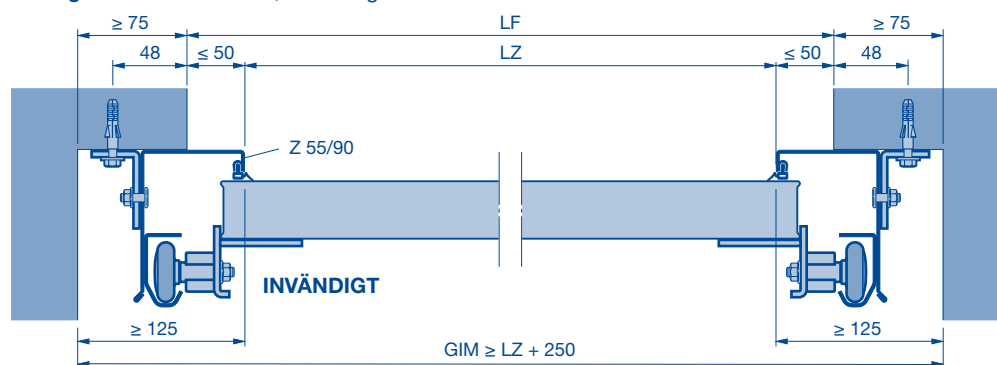 ≥ 75 LF ≥ 75
48 ≤ 50 LZ ≤ 50 48
Z 55/90
INVÄNDIGT
≥ 125 ≥ 125
GIM ≥ LZ + 250